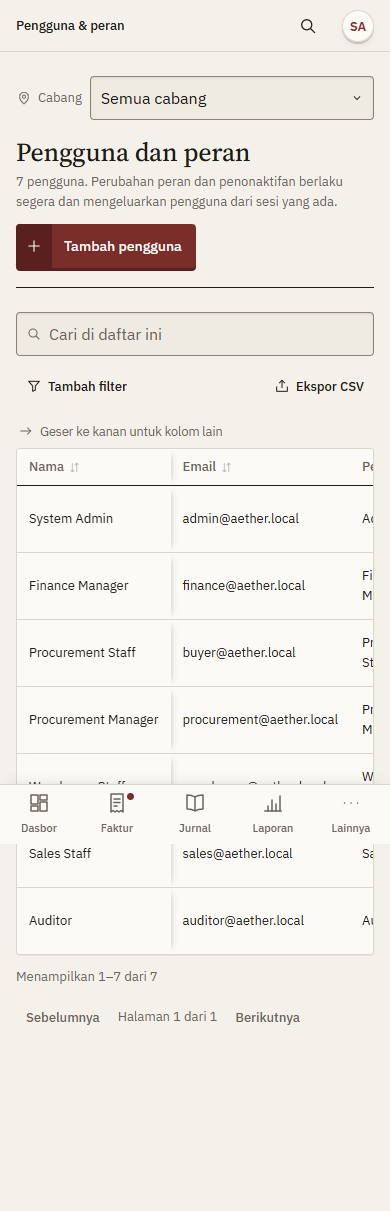 Pengguna & peran
SA
Cabang
Semua cabang
Pengguna dan peran
7 pengguna. Perubahan peran dan penonaktifan berlaku
segera dan mengeluarkan pengguna dari sesi yang ada.
Tambah pengguna
Cari di daftar ini
Tambah filter
Ekspor CSV
Geser ke kanan untuk kolom lain
Nama
Email
System Admin
admin@aether.local
Finance Manager
finance@aether.local
Procurement Staff
buyer@aether.local
Procurement Manager
procurement@aether.local
Dasbor
Faktur
Jurnal
Laporan
Lainnya
Sales Staff
sales@aether.local
Auditor
auditor@aether.local
Menampilkan 1–7 dari 7
Sebelumnya
Halaman 1 dari 1
Berikutnya